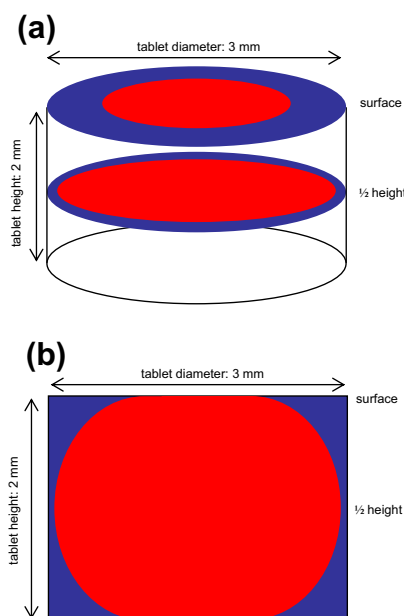 (a)
tablet diameter: 3 mm
surface
tablet height: 2 mm
½ height
(b)
tablet diameter: 3 mm
surface
tablet height: 2 mm
½ height